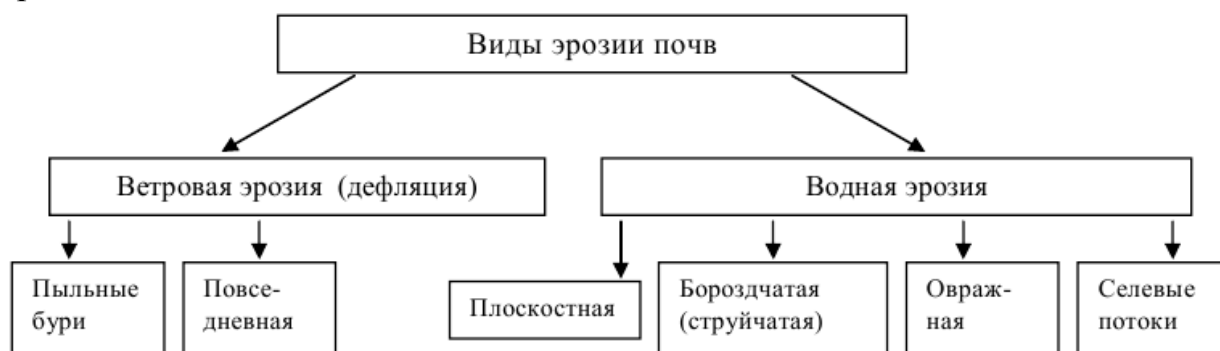 Виды эрозии почв
Ветровая эрозия (дефляция)
Водная эрозия
Пыльные
бури
Повсе-
дневная
Плоскостная
Бороздчатая
(струйчатая)
Овраж-
ная
Селевые
потоки